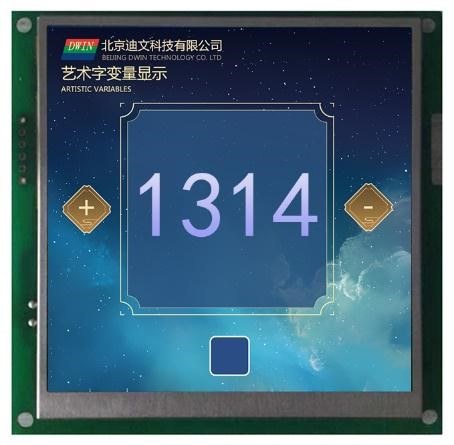 DWIN 北京迪文科技有限公司
BEIJING DWIN TECHNOLOGY CO. LTD
艺术字变量显示
ARTISTIC VARIABLES
+ 1314 -